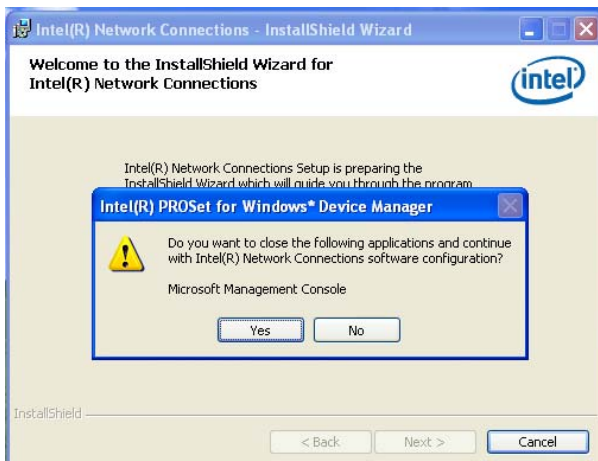 Intel(R) Network Connections - InstallShield Wizard
Welcome to the InstallShield Wizard for
Intel(R) Network Connections
intel
Intel(R) Network Connections Setup is preparing the
InstallShield Wizard which will guide you through the program
Intel(R) PROSet for Windows* Device Manager
Do you want to close the following applications and continue
with Intel(R) Network Connections software configuration?
Microsoft Management Console
Yes
No
InstallShield
< Back
Next >
Cancel